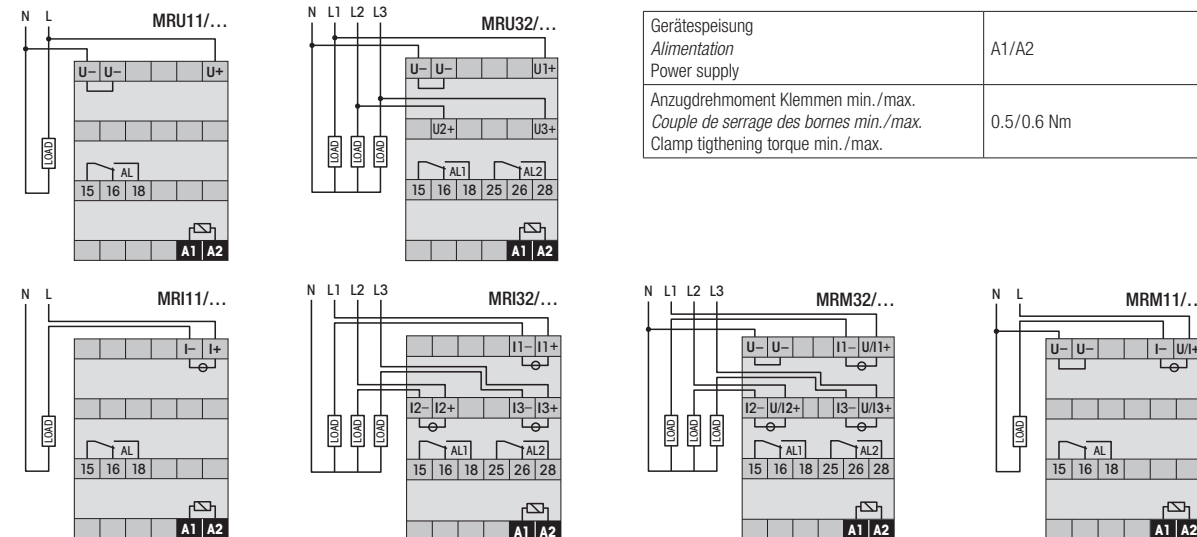 N L MRU11/...
U– U– U+
LOAD
AL
15 16 18
A1 A2
N L1 L2 L3 MRU32/...
U– U– U1+
U2+ U3+
LOAD LOAD LOAD
AL1 AL2
15 16 18 25 26 28
A1 A2
Gerätespeisung
Alimentation
Power supply
A1/A2
Anzugdrehmoment Klemmen min./max.
Couple de serrage des bornes min./max.
Clamp tigthening torque min./max.
0.5/0.6 Nm
N L MRI11/...
I– I+
LOAD
AL
15 16 18
A1 A2
N L1 L2 L3 MRI32/...
I1– I1+
I2– I2+ I3– I3+
LOAD LOAD LOAD
AL1 AL2
15 16 18 25 26 28
A1 A2
N L1 L2 L3 MRM32/...
U– U– I1– U/I1+
I2– U/I2+ I3– U/I3+
LOAD LOAD LOAD
AL1 AL2
15 16 18 25 26 28
A1 A2
N L MRM11/..
U– U– I– U/I+
LOAD
AL
15 16 18
A1 A2